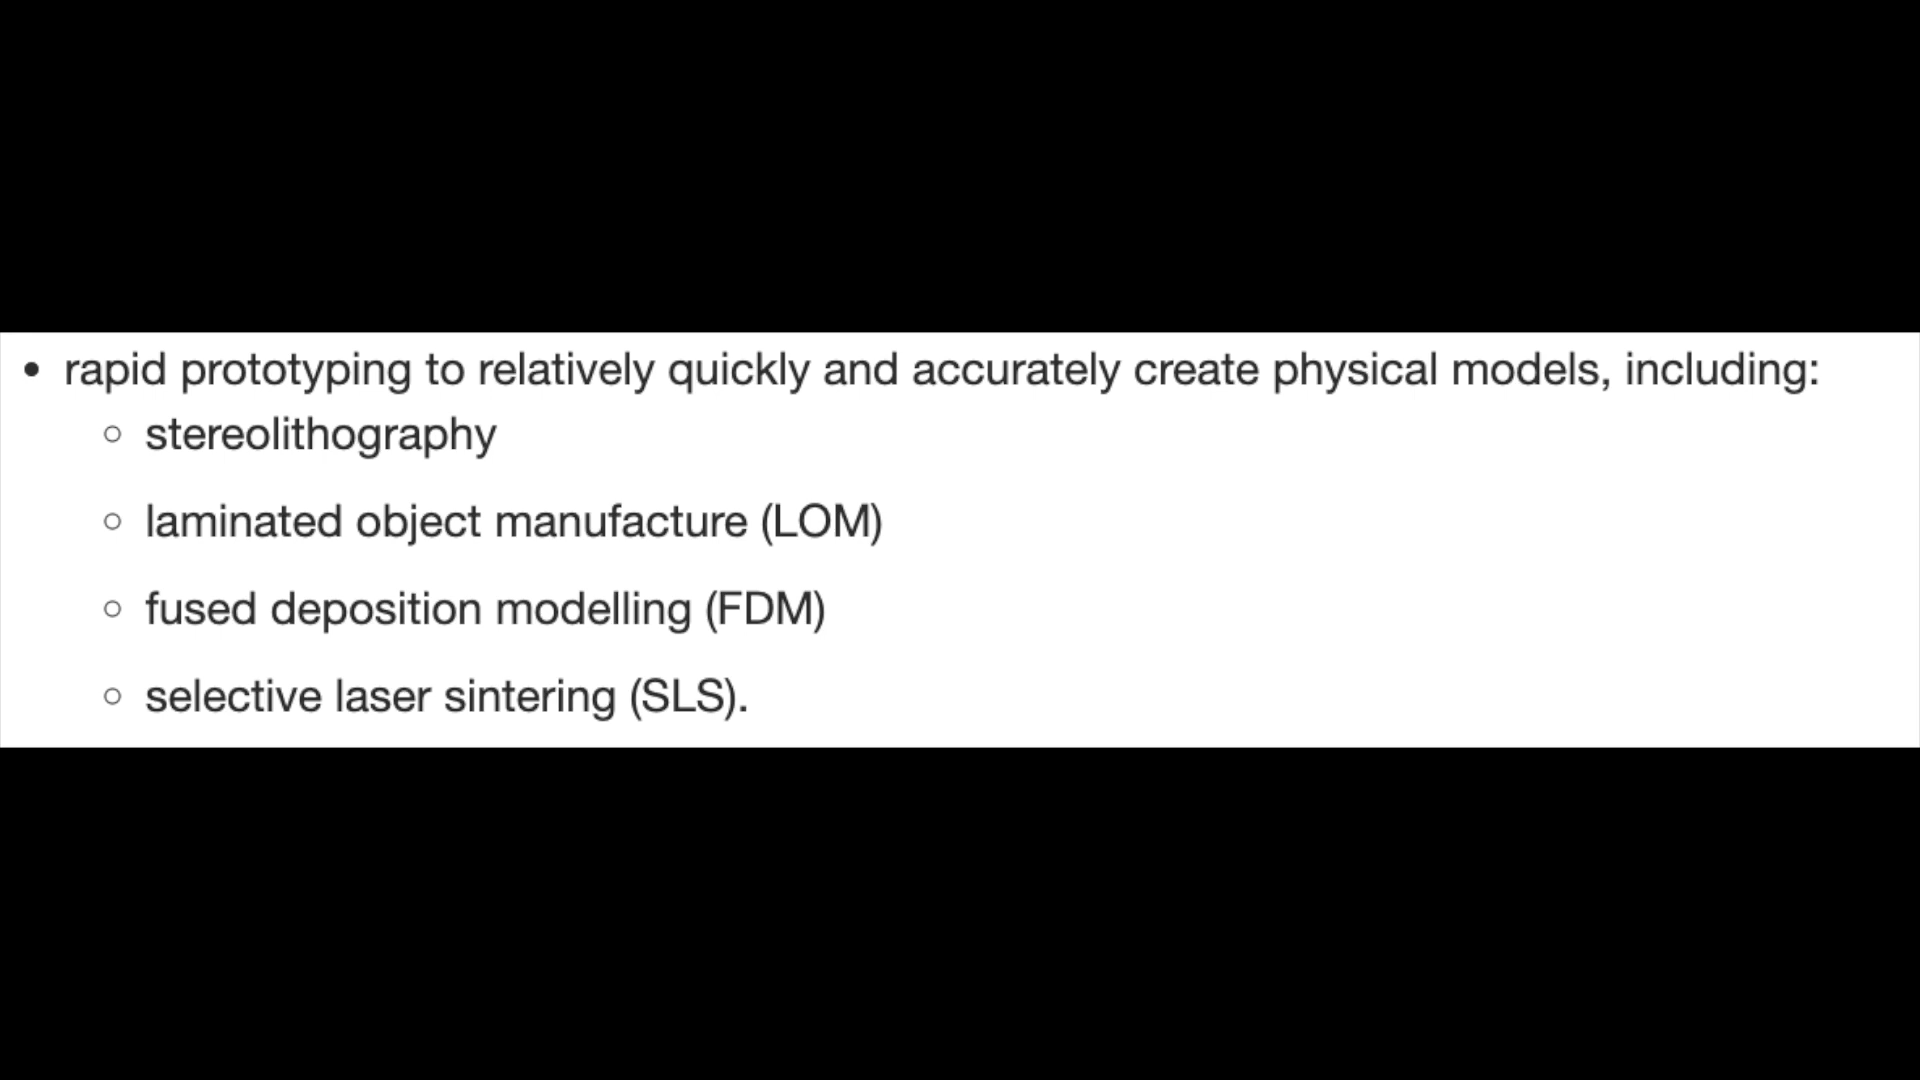 • rapid prototyping to relatively quickly and accurately create physical models, including:
◦ stereolithography
◦ laminated object manufacture (LOM)
◦ fused deposition modelling (FDM)
◦ selective laser sintering (SLS).